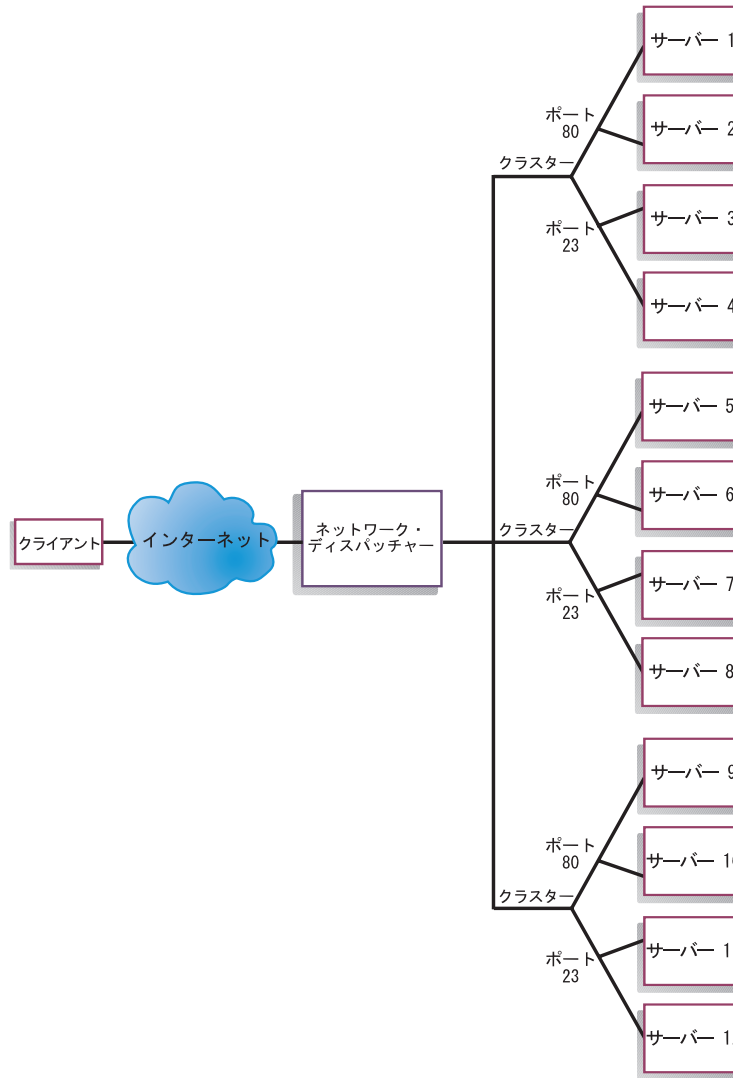 サーバー 1
ポート
80
サーバー 2
クラスター
サーバー 3
ポート
23
サーバー 4
サーバー 5
ポート
80
サーバー 6
クライアント
インターネット
ネットワーク・
ディスパッチャー
クラスター
サーバー 7
ポート
23
サーバー 8
サーバー 9
ポート
80
サーバー
クラスター
サーバー
ポート
23
サーバー